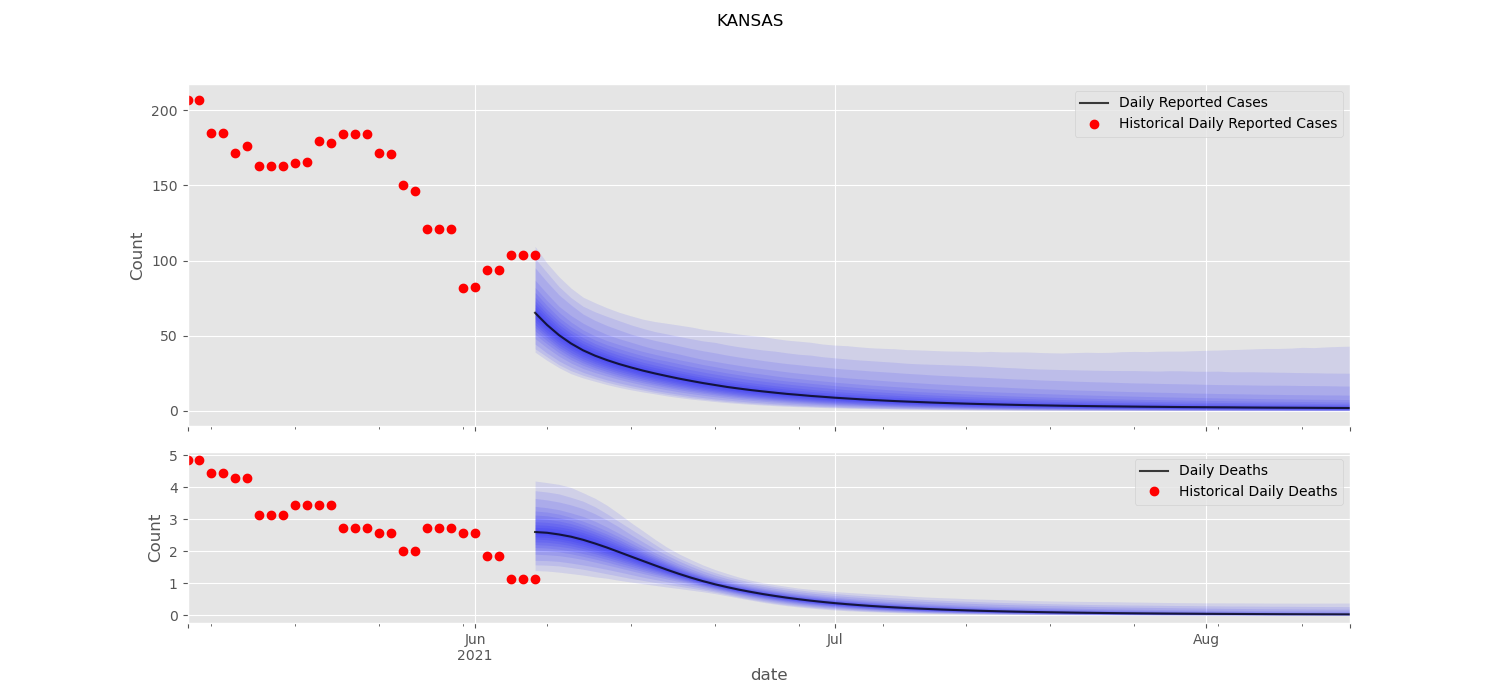 KANSAS
Daily Reported Cases
Historical Daily Reported Cases
200
150
100
50
0
Count
Daily Deaths
Historical Daily Deaths
5
4
3
2
1
0
Count
Jun
2021
Jul
Aug
date